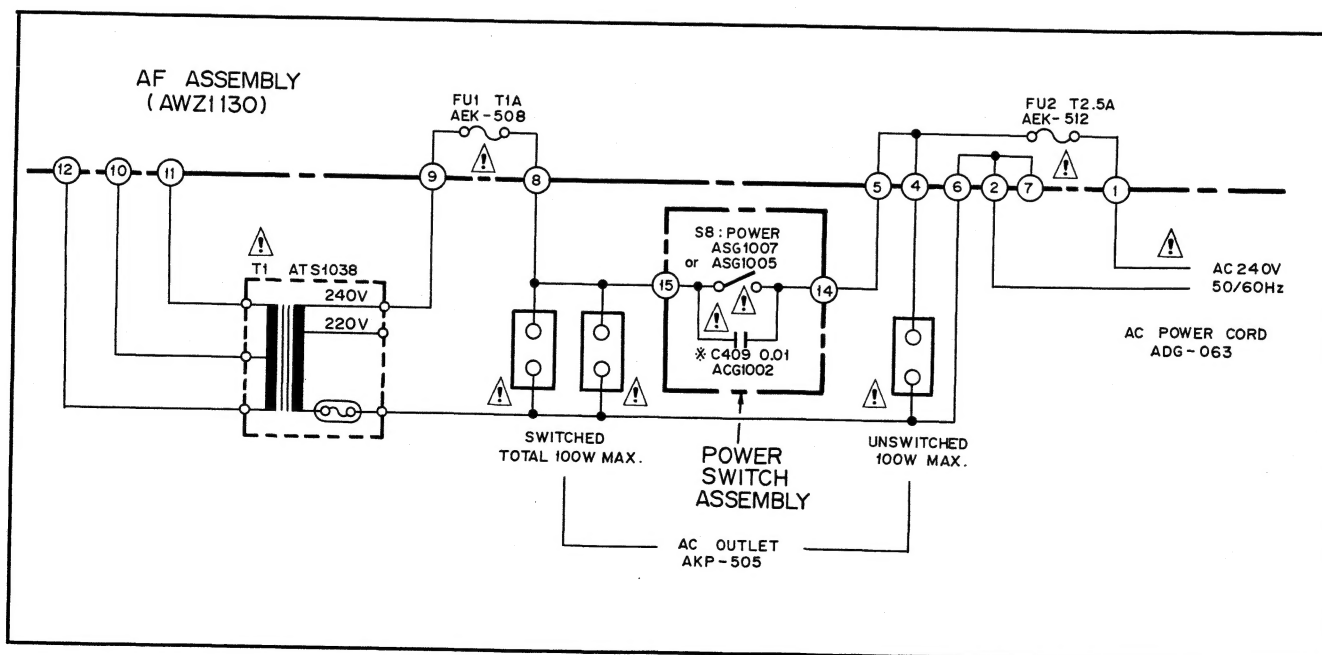 AF ASSEMBLY
(AWZ1130)
FU1 T1A
AEK-508
FU2 T2.5A
AEK-512
12
10
11
9
8
5
4
6
2
7
1
S8 : POWER
ASG1007
or ASG1005
15
14
T1 ATS1038
240V
220V
AC 240V
50/60Hz
AC POWER CORD
ADG-063
※ C409 0.01
ACG1002
SWITCHED
TOTAL 100W MAX.
POWER
SWITCH
ASSEMBLY
UNSWITCHED
100W MAX.
AC OUTLET
AKP-505